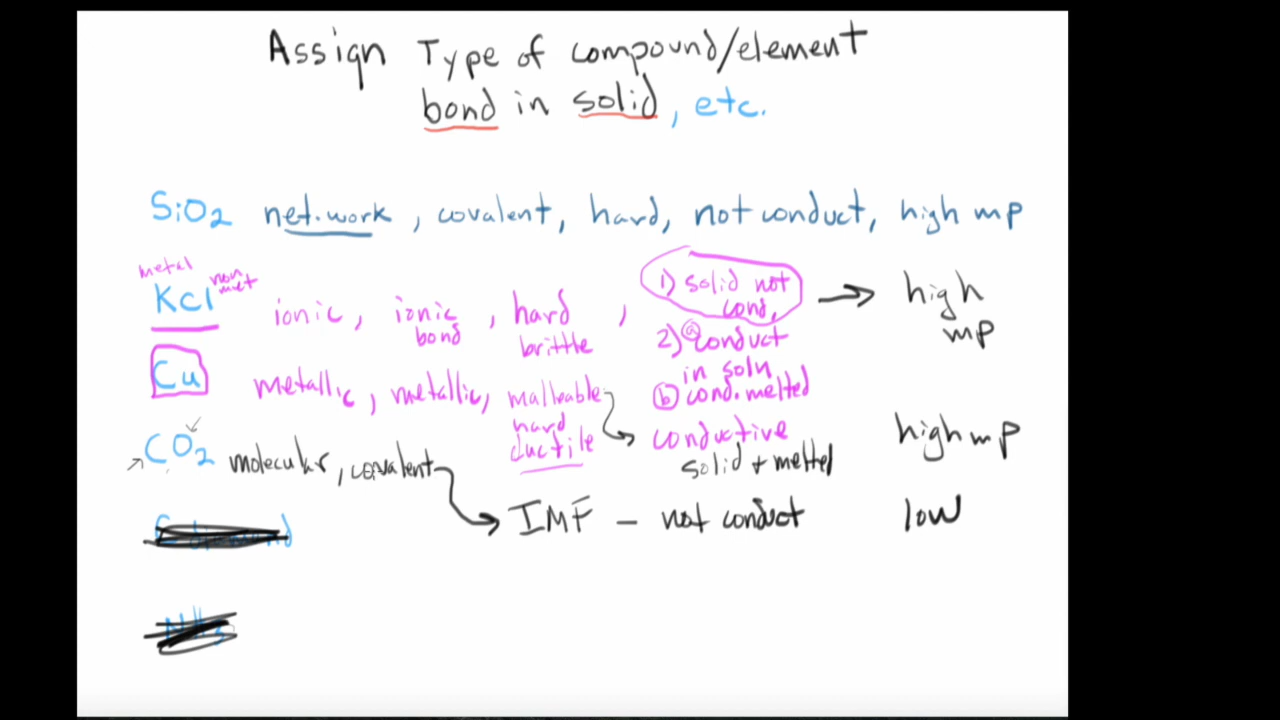 Assign Type of compound/element
bond in solid, etc.
SiO2 network, covalent, hard, not conduct, high mp
metal non met
KCl ionic, ionic bond, hard brittle, 1) solid not cond, → high mp
2) ⓐ conduct in soln
ⓑ cond. melted
Cu metallic, metallic, malleable hard ductile conductive solid + melted high mp
CO2 molecular, covalent → IMF - not conduct low